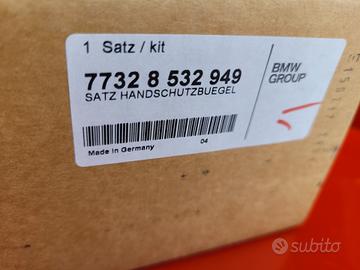 1 Satz / kit
7732 8 532 949
SATZ HANDSCHUTZBUEGEL
BMW
GROUP
Made in Germany
04
subito